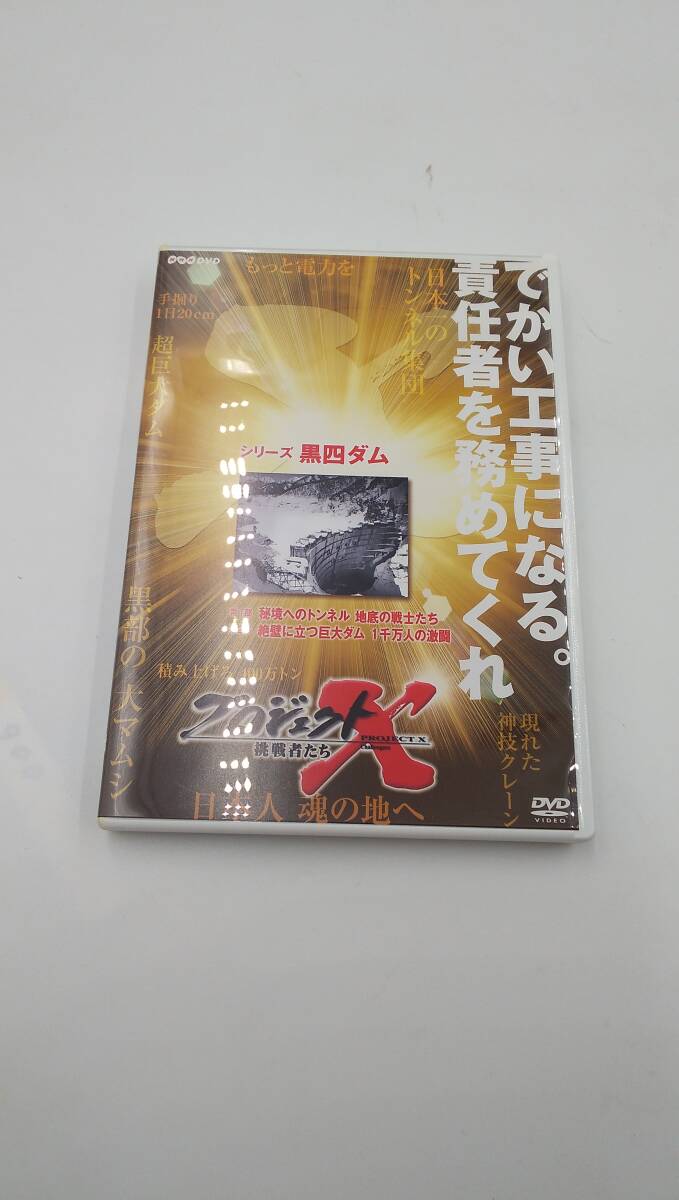 NHK DVD
でかい工事になる。
責任者を務めてくれ
もっと電力を
日本一の
トンネル集団
手掘り
1日20cm
超巨大ダム
シリーズ 黒四ダム
秘境へのトンネル 地底の戦士たち
絶壁に立つ巨大ダム 1千万人の激闘
黒部の大マムシ
積み上げろ
万トン
プロジェクトX
PROJECT X
Challengers
挑戦者たち
現れた
神技クレーン
日本人 魂の地へ
DVD
VIDEO